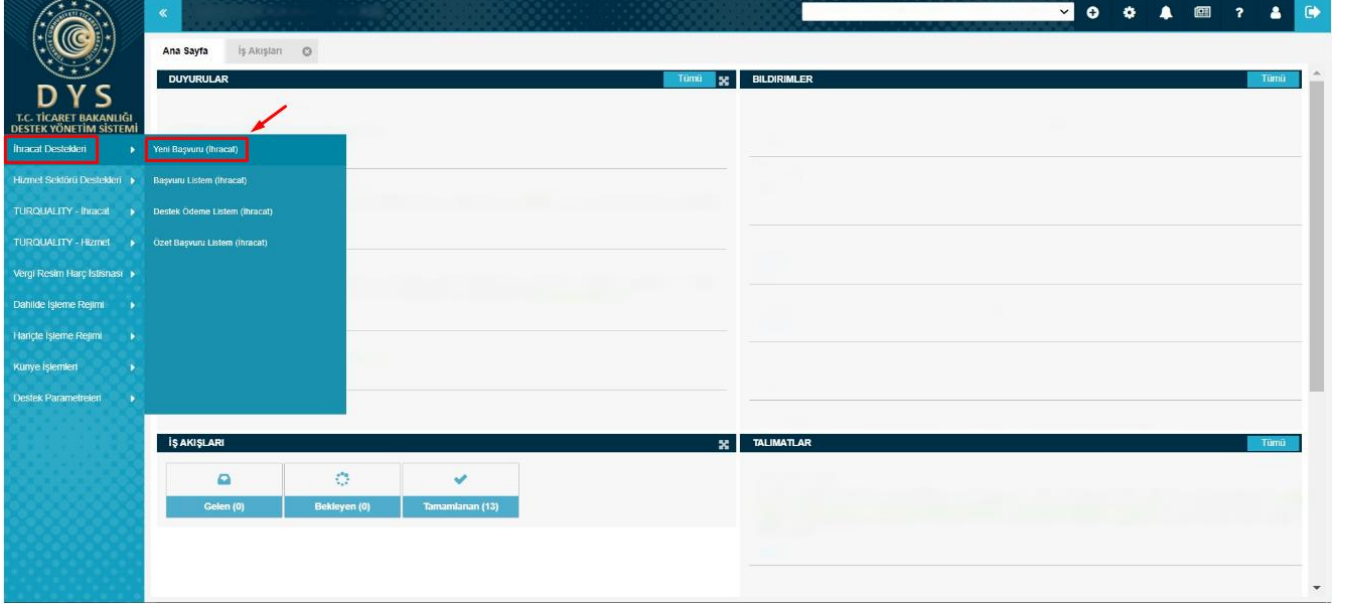 ?
Ana Sayfa
İş Akışları
DUYURULAR
Tümü
BİLDİRİMLER
Tümü
DYS
T.C. TİCARET BAKANLIĞI
DESTEK YÖNETİM SİSTEMİ
İhracat Destekleri
Yeni Başvuru (İhracat)
Hizmet Sektörü Destekleri
Başvuru Listem (İhracat)
TURQUALITY - İhracat
Destek Ödeme Listem (İhracat)
TURQUALITY - Hizmet
Özet Başvuru Listem (İhracat)
Vergi Resim Harç İstisnası
Dahilde İşleme Rejimi
Hariçte İşleme Rejimi
Künye İşlemleri
Destek Parametreleri
İŞ AKIŞLARI
TALİMATLAR
Tümü
Gelen (0)
Bekleyen (0)
Tamamlanan (13)